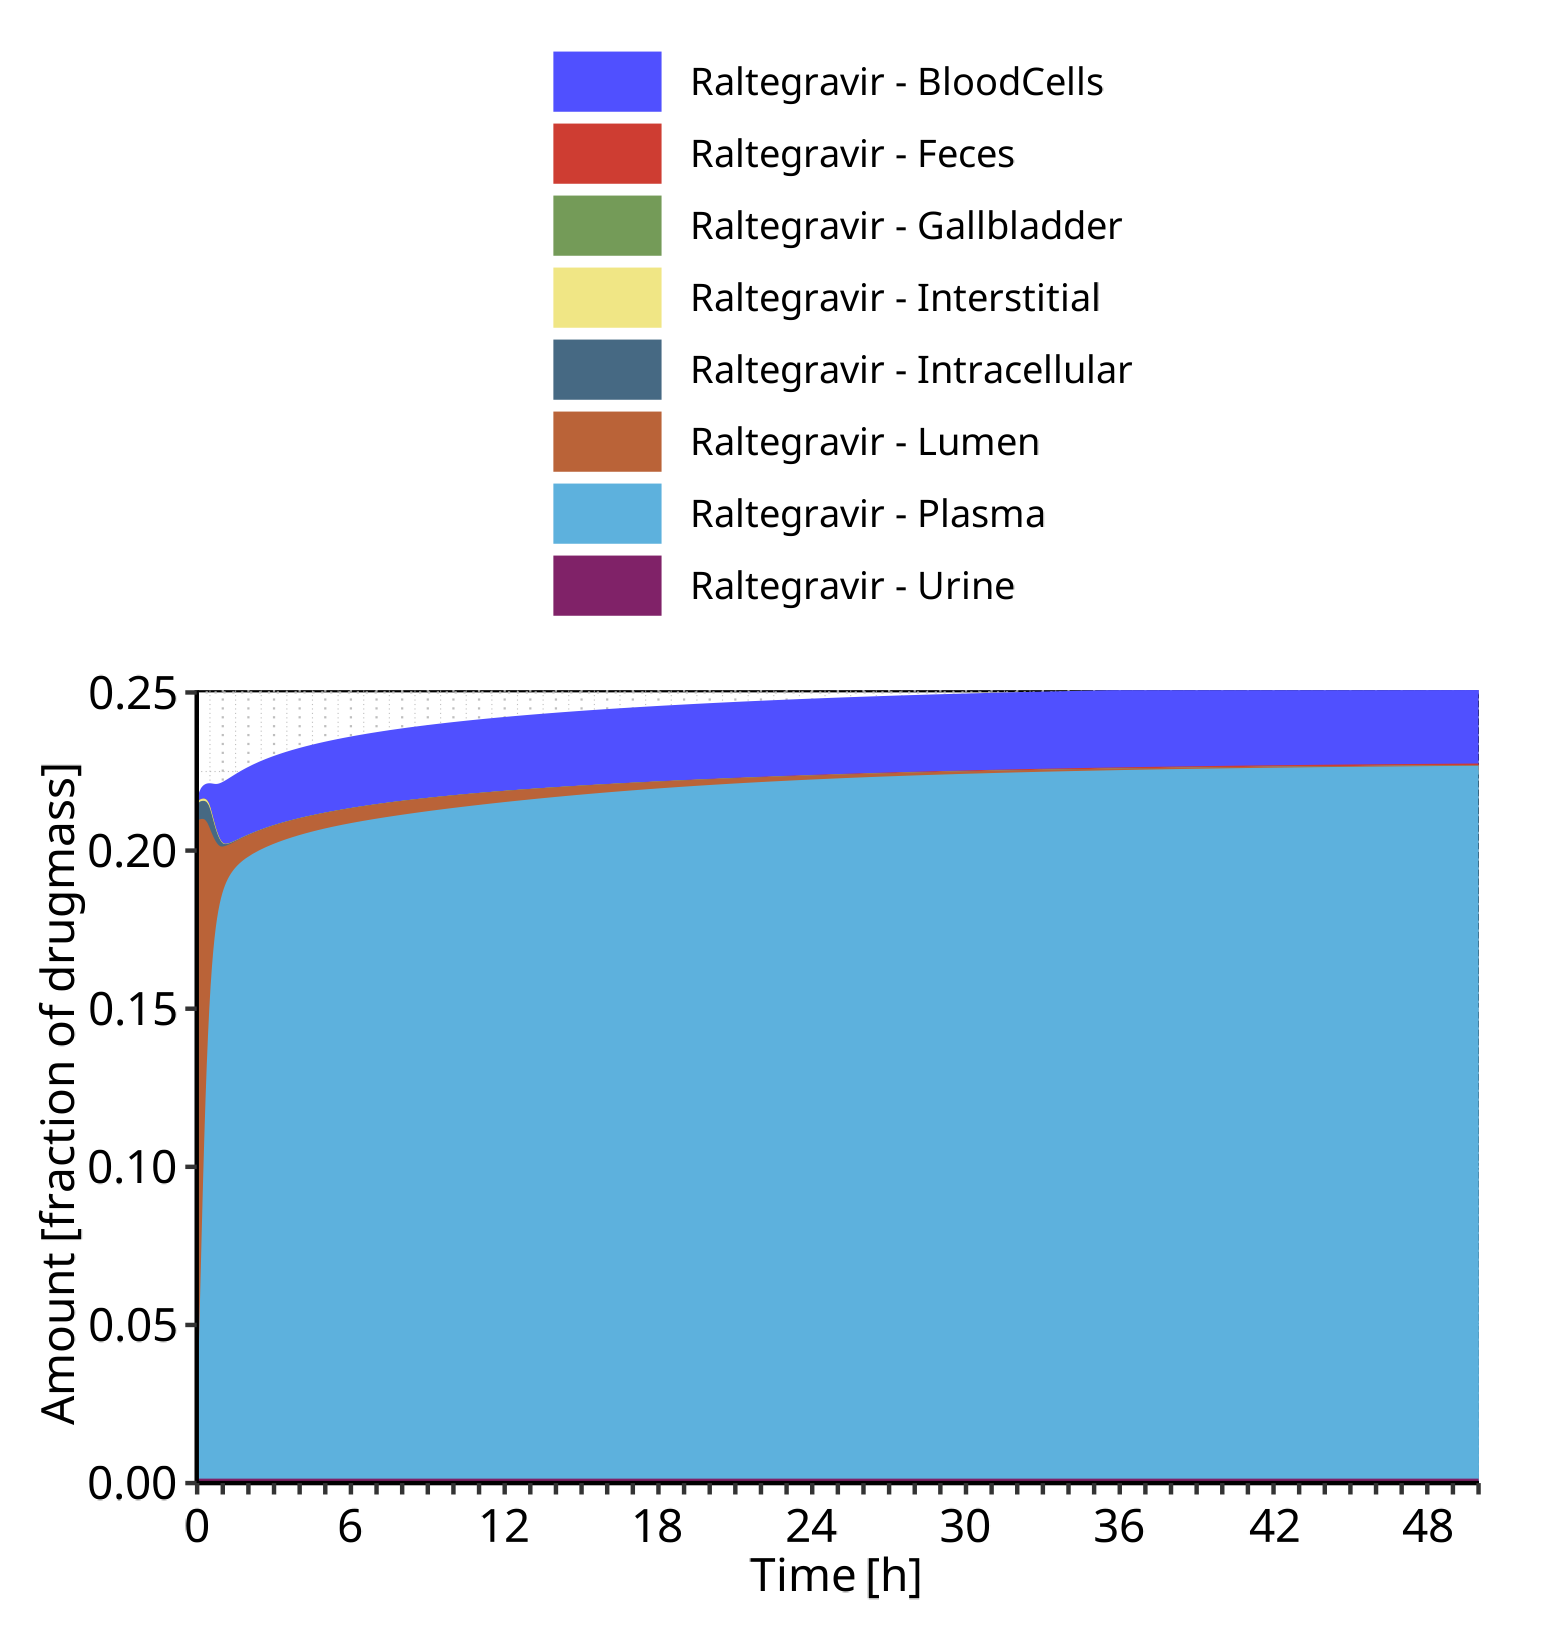 Raltegravir - BloodCells
Raltegravir - Feces
Raltegravir - Gallbladder
Raltegravir - Interstitial
Raltegravir - Intracellular
Raltegravir - Lumen
Raltegravir - Plasma
Raltegravir - Urine
Amount [fraction of drugmass]
0.25
0.20
0.15
0.10
0.05
0.00
0 6 12 18 24 30 36 42 48
Time [h]